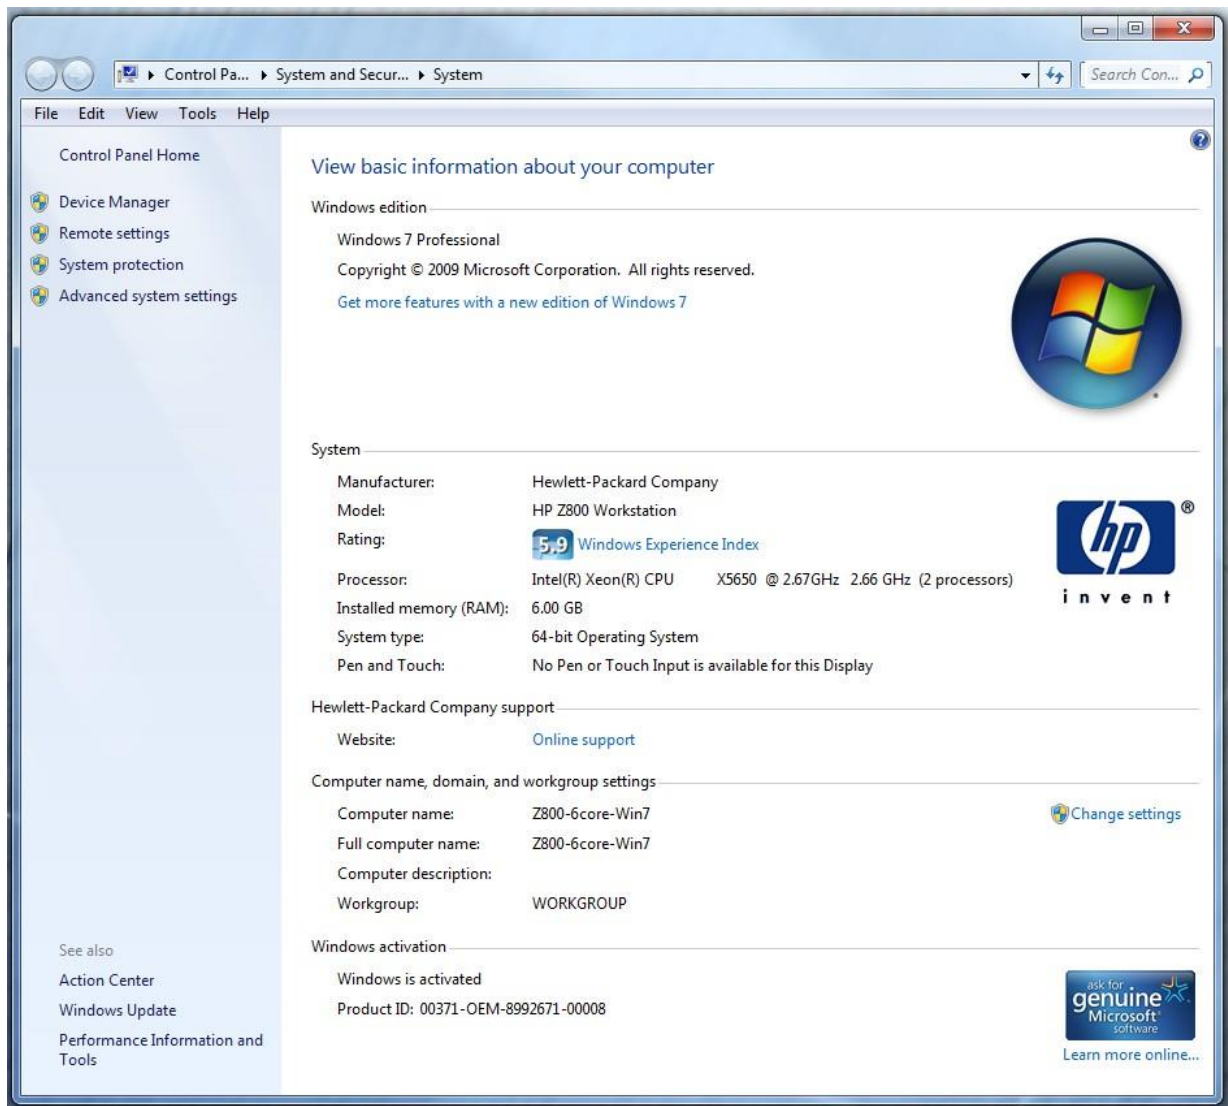 Control Pa... ▸ System and Secur... ▸ System
Search Con...
File Edit View Tools Help
Control Panel Home
Device Manager
Remote settings
System protection
Advanced system settings
View basic information about your computer
Windows edition
Windows 7 Professional
Copyright © 2009 Microsoft Corporation. All rights reserved.
Get more features with a new edition of Windows 7
System
Manufacturer: Hewlett-Packard Company
Model: HP Z800 Workstation
Rating: 5.9 Windows Experience Index
Processor: Intel(R) Xeon(R) CPU X5650 @ 2.67GHz 2.66 GHz (2 processors)
Installed memory (RAM): 6.00 GB
System type: 64-bit Operating System
Pen and Touch: No Pen or Touch Input is available for this Display
hp ®
invent
Hewlett-Packard Company support
Website: Online support
Computer name, domain, and workgroup settings
Computer name: Z800-6core-Win7
Change settings
Full computer name: Z800-6core-Win7
Computer description:
Workgroup: WORKGROUP
Windows activation
Windows is activated
Product ID: 00371-OEM-8992671-00008
ask for
genuine
Microsoft
software
Learn more online...
See also
Action Center
Windows Update
Performance Information and
Tools